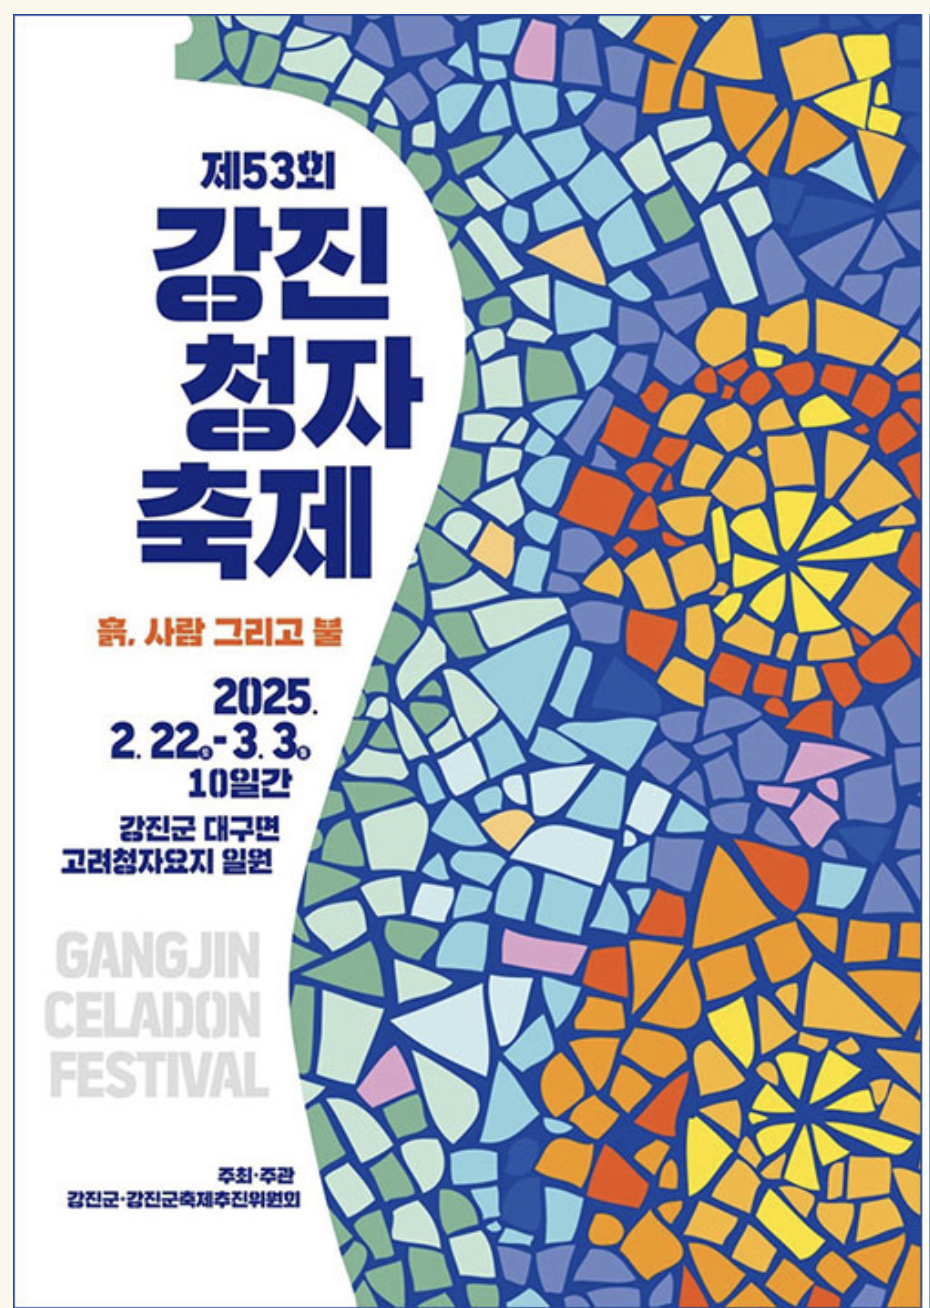 제53회
강진
청자
축제
흙, 사람 그리고 불
2025.
2. 22.토-3. 3.월
10일간
강진군 대구면
고려청자요지 일원
GANGJIN
CELADON
FESTIVAL
주최·주관
강진군·강진군축제추진위원회